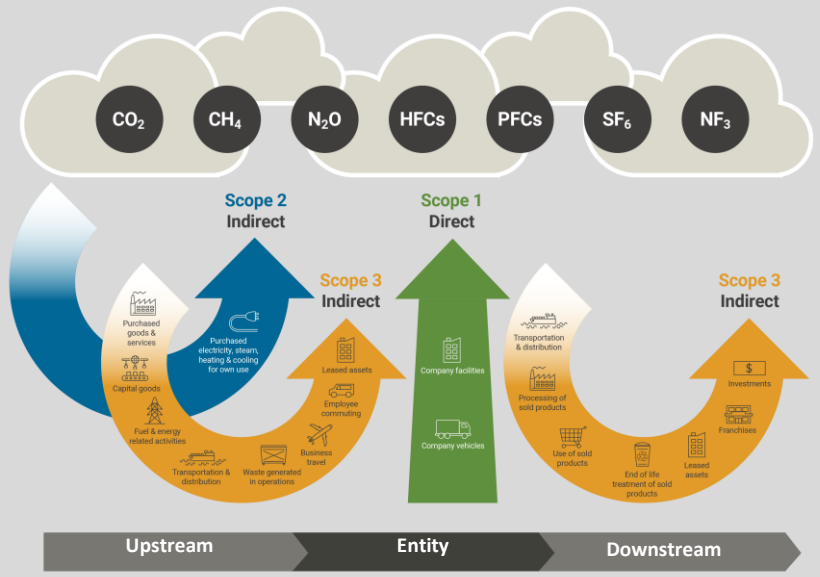 CO₂
CH₄
N₂O
HFCs
PFCs
SF₆
NF₃
Scope 2
Indirect
Scope 1
Direct
Scope 3
Indirect
Scope 3
Indirect
Purchased
goods &
services
Capital goods
Fuel & energy
related activities
Transportation &
distribution
Waste generated
in operations
Business
travel
Employee
commuting
Leased assets
Purchased
electricity, steam,
heating & cooling
for own use
Company facilities
Company vehicles
Transportation
& distribution
Processing of
sold products
Use of sold
products
End of life
treatment of sold
products
Leased
assets
Franchises
$
Investments
Upstream
Entity
Downstream